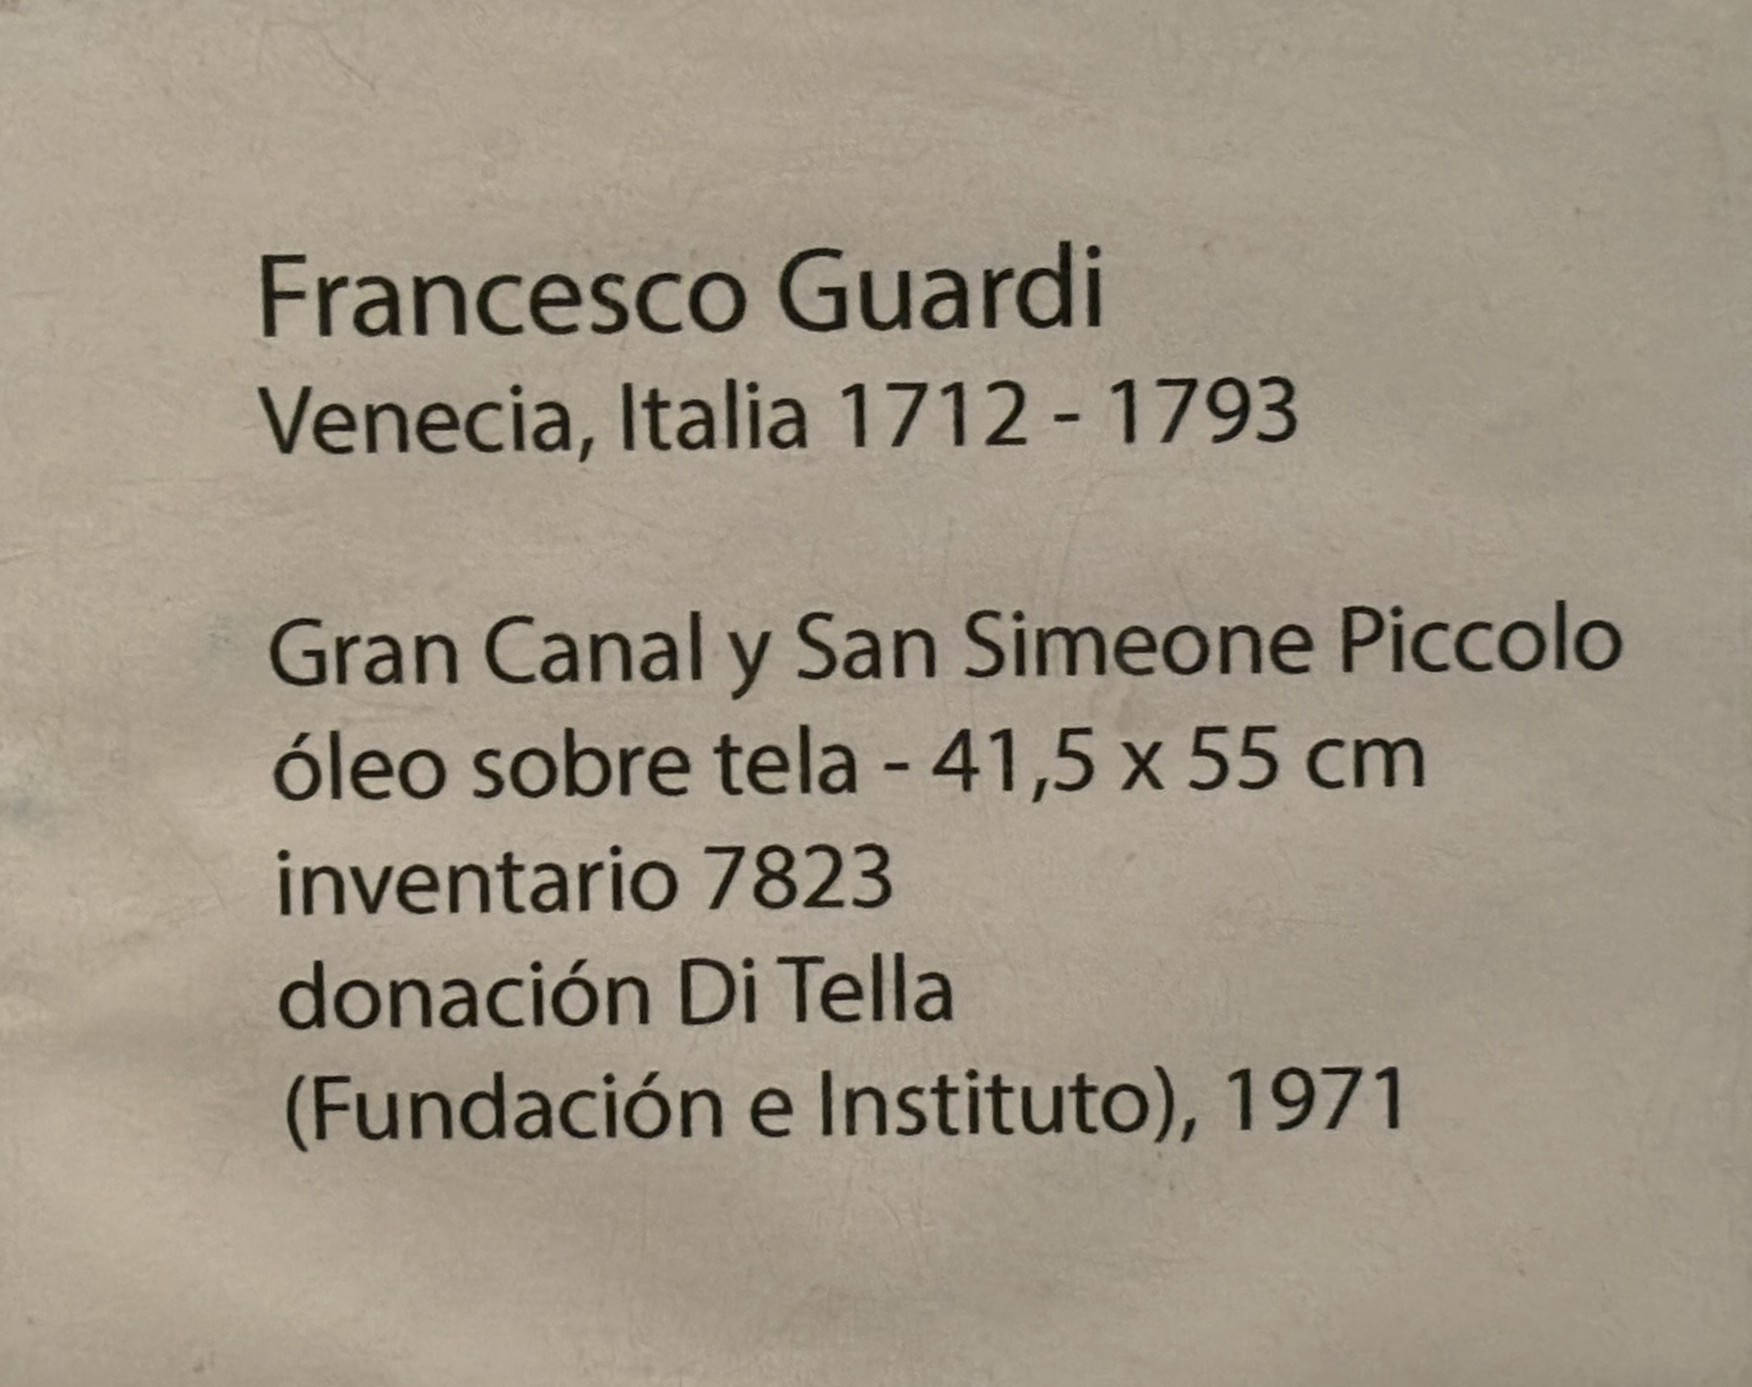 Francesco Guardi
Venecia, Italia 1712 - 1793
Gran Canal y San Simeone Piccolo
óleo sobre tela - 41,5 x 55 cm
inventario 7823
donación Di Tella
(Fundación e Instituto), 1971